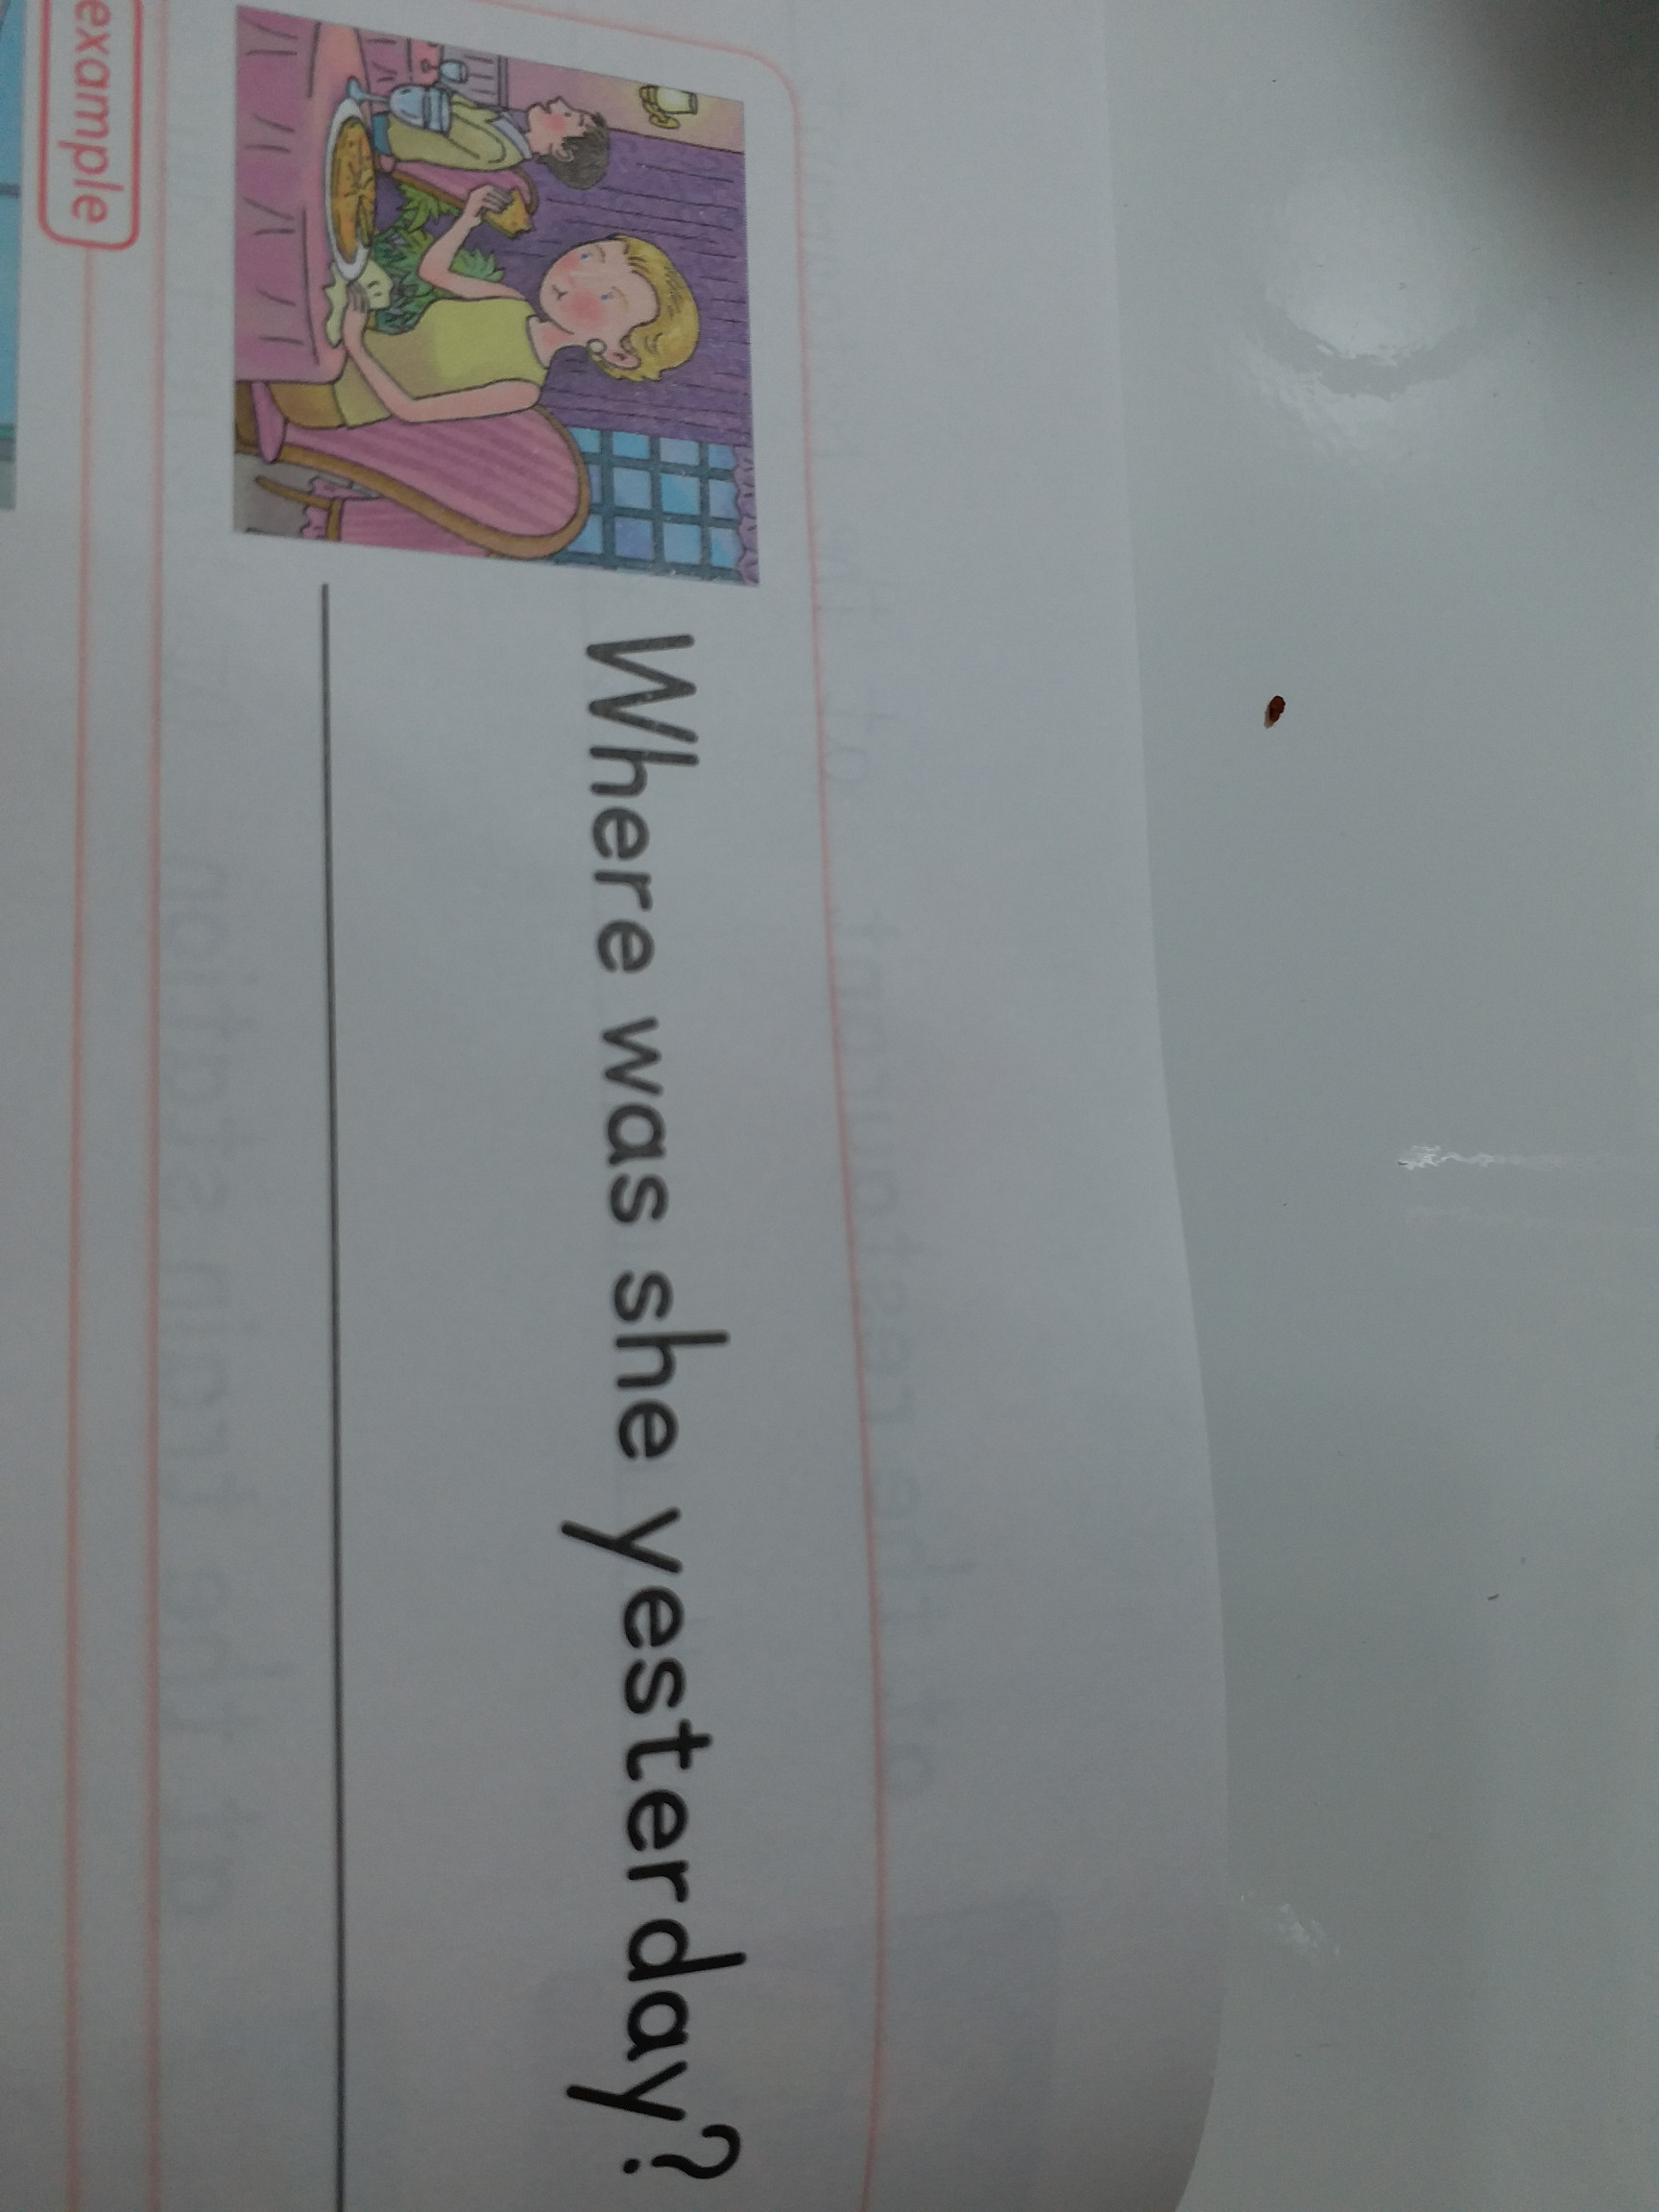 Where was she yesterday?
example